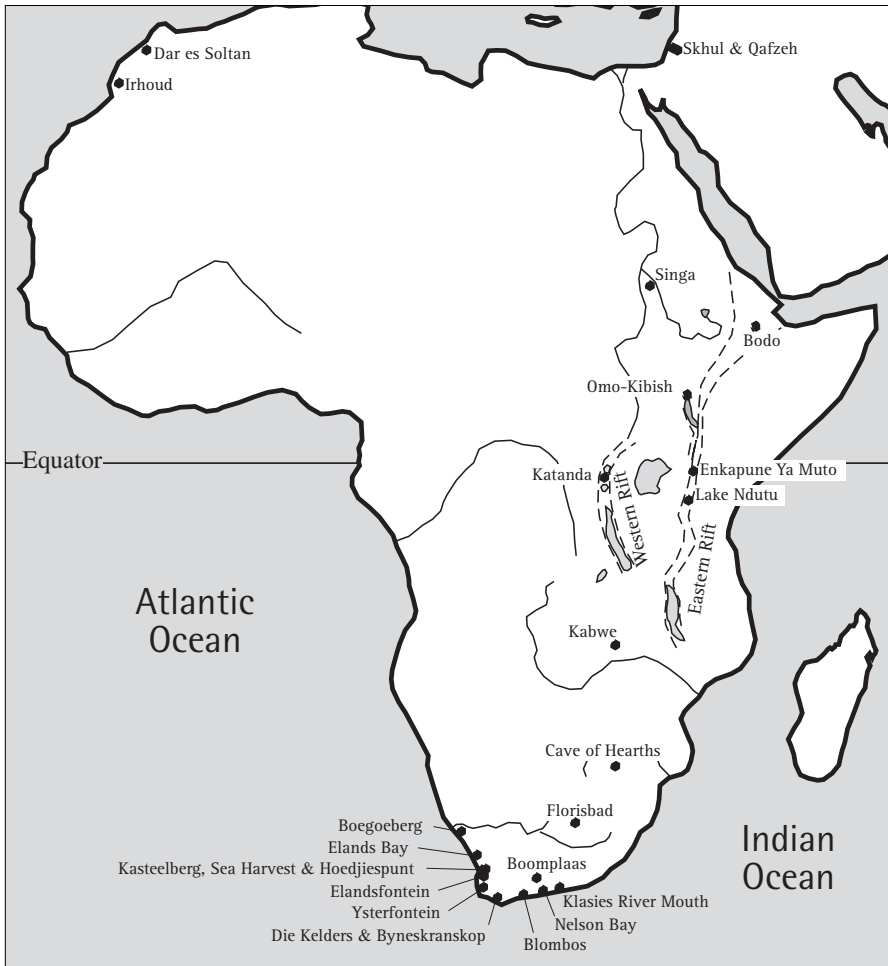 Dar es Soltan
Skhul & Qafzeh
Irhoud
Singa
Bodo
Omo-Kibish
Equator
Katanda
Enkapune Ya Muto
Lake Ndutu
Western Rift
Eastern Rift
Atlantic
Ocean
Kabwe
Cave of Hearths
Florisbad
Boegoeberg
Elands Bay
Kasteelberg, Sea Harvest & Hoedjiespunt
Elandsfontein
Ysterfontein
Die Kelders & Byneskranskop
Boomplaas
Klasies River Mouth
Nelson Bay
Blombos
Indian
Ocean